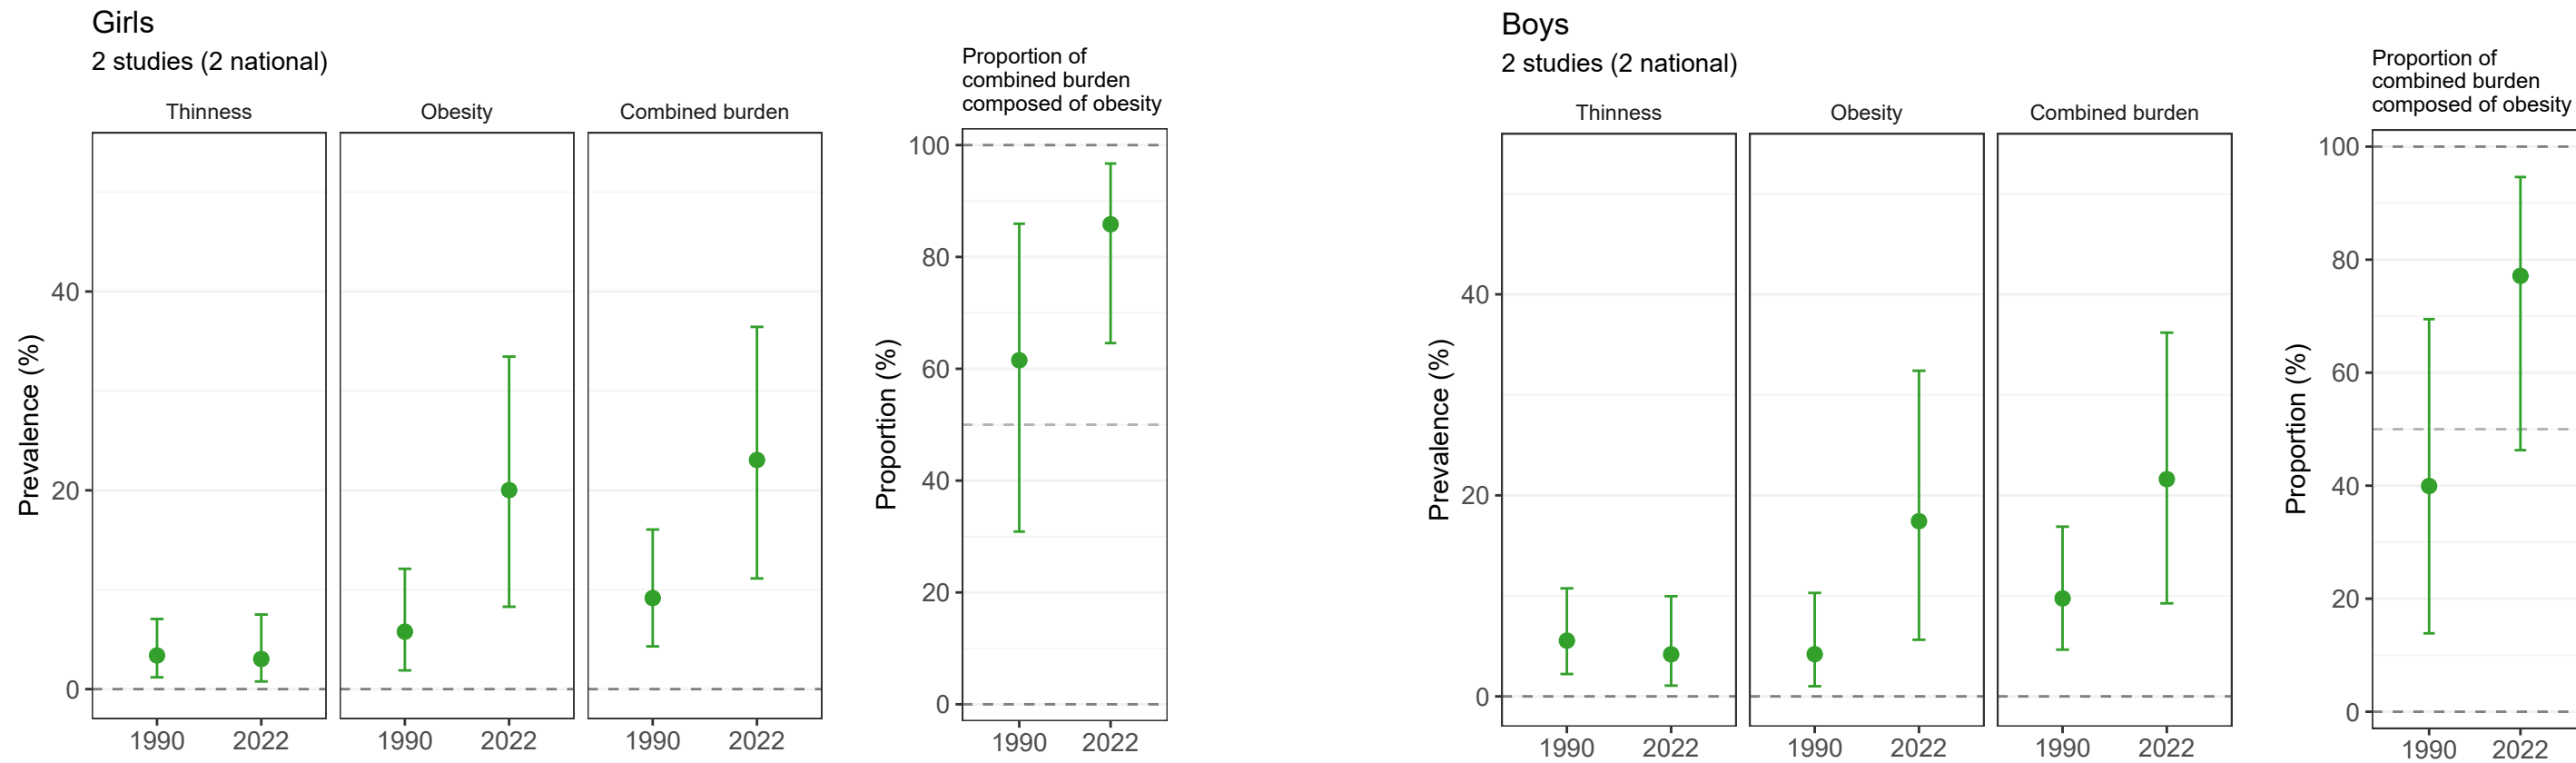 Girls
2 studies (2 national)
Thinness
Obesity
Combined burden
Prevalence (%)
40
20
0
1990
2022
1990
2022
1990
2022
Proportion of
combined burden
composed of obesity
Proportion (%)
100
80
60
40
20
0
1990
2022
Boys
2 studies (2 national)
Thinness
Obesity
Combined burden
Prevalence (%)
40
20
0
1990
2022
1990
2022
1990
2022
Proportion of
combined burden
composed of obesity
Proportion (%)
100
80
60
40
20
0
1990
2022